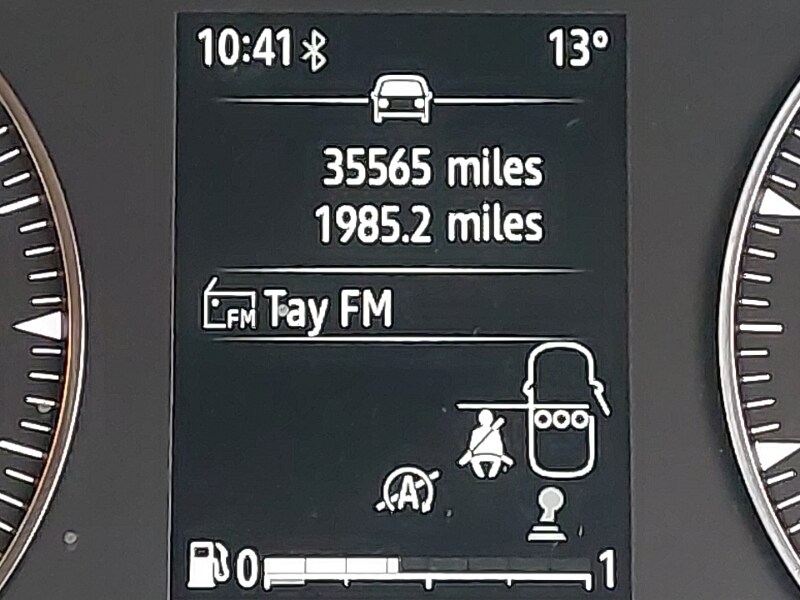 10:41 13°
35565 miles
1985.2 miles
FM Tay FM
A
0 1